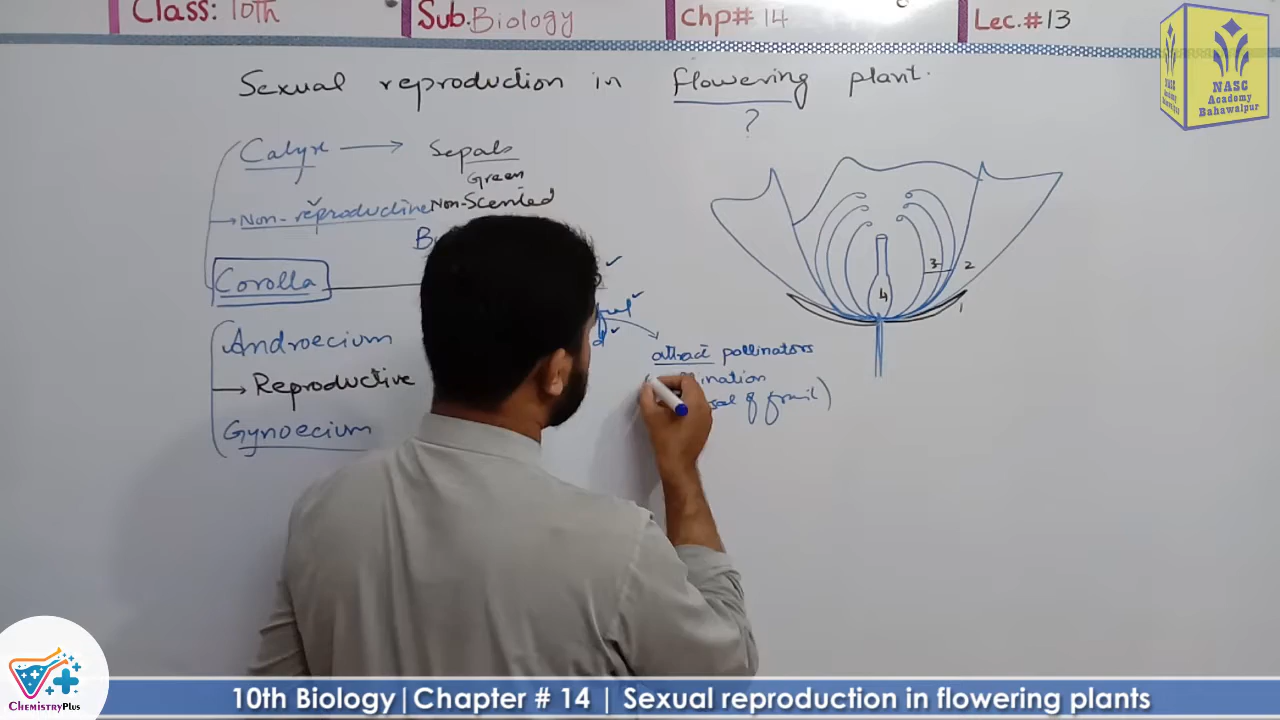 Class: 10th
Sub. Biology
Chp# 14
Lec.# 13
NASC
Academy
Bahawalpur
Sexual reproduction in flowering plant.
?
Calyx → Sepals
Green
→ Non-reproductive Non-Scented
Corolla
attract pollinators
of fruit)
Androecium
→ Reproductive
Gynoecium
3
2
4
1
ChemistryPlus
10th Biology|Chapter # 14 | Sexual reproduction in flowering plants